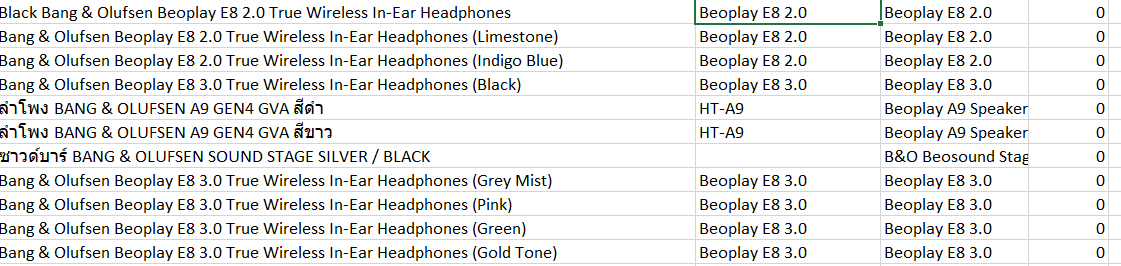 Black Bang & Olufsen Beoplay E8 2.0 True Wireless In-Ear Headphones Beoplay E8 2.0 Beoplay E8 2.0 0
Bang & Olufsen Beoplay E8 2.0 True Wireless In-Ear Headphones (Limestone) Beoplay E8 2.0 Beoplay E8 2.0 0
Bang & Olufsen Beoplay E8 2.0 True Wireless In-Ear Headphones (Indigo Blue) Beoplay E8 2.0 Beoplay E8 2.0 0
Bang & Olufsen Beoplay E8 3.0 True Wireless In-Ear Headphones (Black) Beoplay E8 3.0 Beoplay E8 3.0 0
ลำโพง BANG & OLUFSEN A9 GEN4 GVA สีดำ HT-A9 Beoplay A9 Speaker 0
ลำโพง BANG & OLUFSEN A9 GEN4 GVA สีขาว HT-A9 Beoplay A9 Speaker 0
ซาวด์บาร์ BANG & OLUFSEN SOUND STAGE SILVER / BLACK B&O Beosound Stag 0
Bang & Olufsen Beoplay E8 3.0 True Wireless In-Ear Headphones (Grey Mist) Beoplay E8 3.0 Beoplay E8 3.0 0
Bang & Olufsen Beoplay E8 3.0 True Wireless In-Ear Headphones (Pink) Beoplay E8 3.0 Beoplay E8 3.0 0
Bang & Olufsen Beoplay E8 3.0 True Wireless In-Ear Headphones (Green) Beoplay E8 3.0 Beoplay E8 3.0 0
Bang & Olufsen Beoplay E8 3.0 True Wireless In-Ear Headphones (Gold Tone) Beoplay E8 3.0 Beoplay E8 3.0 0